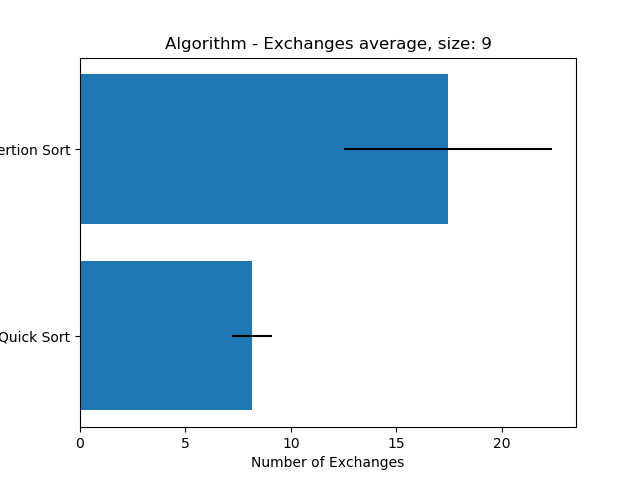 Algorithm - Exchanges average, size: 9
ertion Sort
Quick Sort
0 5 10 15 20
Number of Exchanges